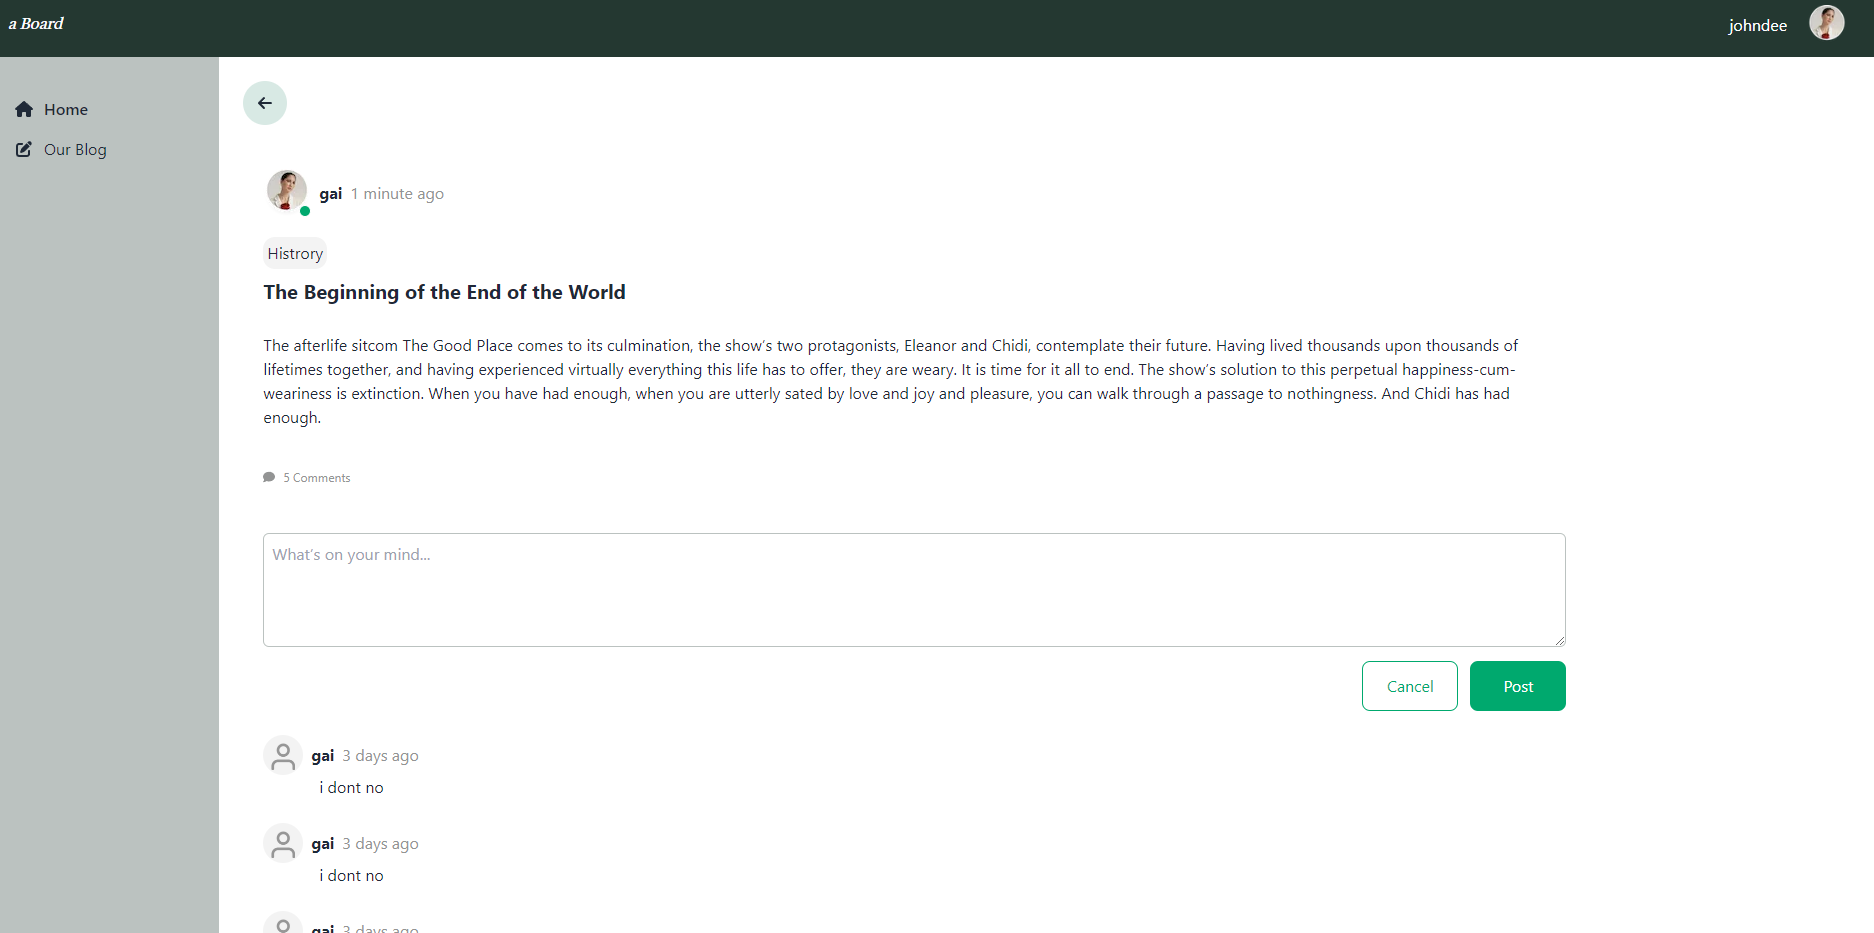 a Board
johndee
Home
Our Blog
gai 1 minute ago
Histrory
The Beginning of the End of the World
The afterlife sitcom The Good Place comes to its culmination, the show's two protagonists, Eleanor and Chidi, contemplate their future. Having lived thousands upon thousands of
lifetimes together, and having experienced virtually everything this life has to offer, they are weary. It is time for it all to end. The show's solution to this perpetual happiness-cum-
weariness is extinction. When you have had enough, when you are utterly sated by love and joy and pleasure, you can walk through a passage to nothingness. And Chidi has had
enough.
5 Comments
What's on your mind...
Cancel
Post
gai 3 days ago
i dont no
gai 3 days ago
i dont no
gai 3 days ago